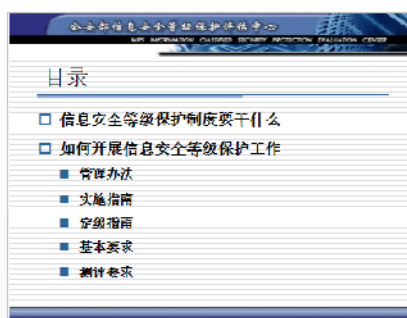 公安部信息安全等级保护评估中心
MPS INFORMATION CLASSIFIED SECURITY PROTECTION EVALUATION CENTER
目录
信息安全等级保护制度要干什么
如何开展信息安全等级保护工作
管理办法
实施指南
定级指南
基本要求
测评要求